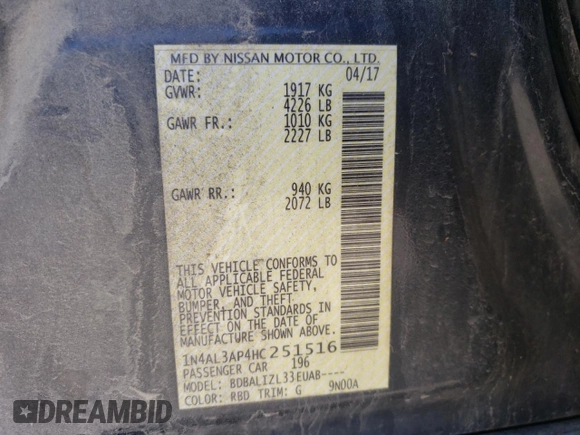 MFD BY NISSAN MOTOR CO., LTD.
DATE: 04/17
GVWR: 1917 KG
4226 LB
GAWR FR.: 1010 KG
2227 LB
GAWR RR.: 940 KG
2072 LB
THIS VEHICLE CONFORMS TO
ALL APPLICABLE FEDERAL
MOTOR VEHICLE SAFETY,
BUMPER, AND THEFT
PREVENTION STANDARDS IN
EFFECT ON THE DATE OF
MANUFACTURE SHOWN ABOVE.
1N4AL3AP4HC251516
PASSENGER CAR 196
MODEL: BDBALIZL33EUAB----
COLOR: RBD TRIM: G 9N00A
DREAMBID
dreambid.com